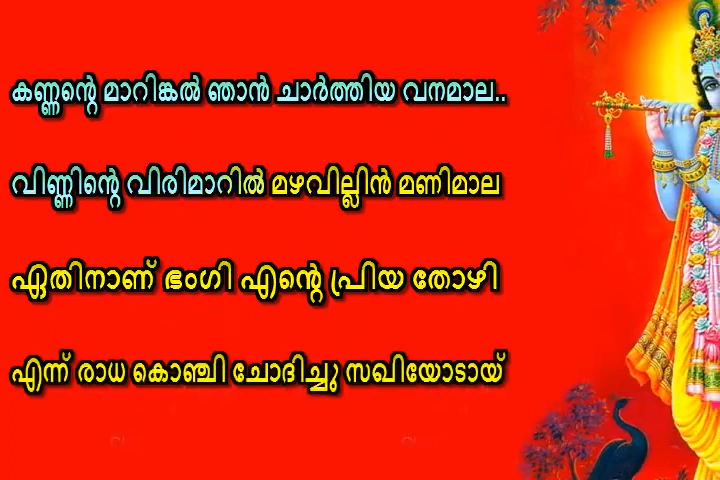 കണ്ണന്റെ മാറിങ്കൽ ഞാൻ ചാർത്തിയ വനമാല..
വിണ്ണിന്റെ വിരിമാറിൽ മഴവില്ലിൻ മണിമാല
ഏതിനാണ് ഭംഗി എന്റെ പ്രിയ തോഴി
എന്ന് രാധ കൊഞ്ചി ചോദിച്ചു സഖിയോടായ്